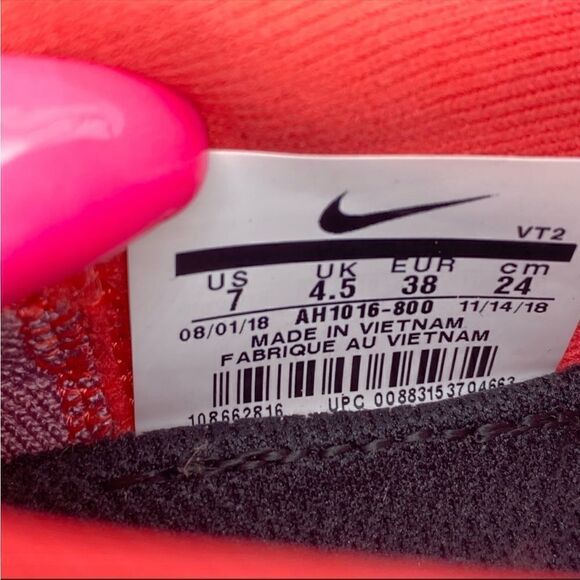 VT2
US UK EUR cm
7 4.5 38 24
08/01/18 AH1016-800 11/14/18
MADE IN VIETNAM
FABRIQUE AU VIETNAM
108662816 UPC 00883153704663